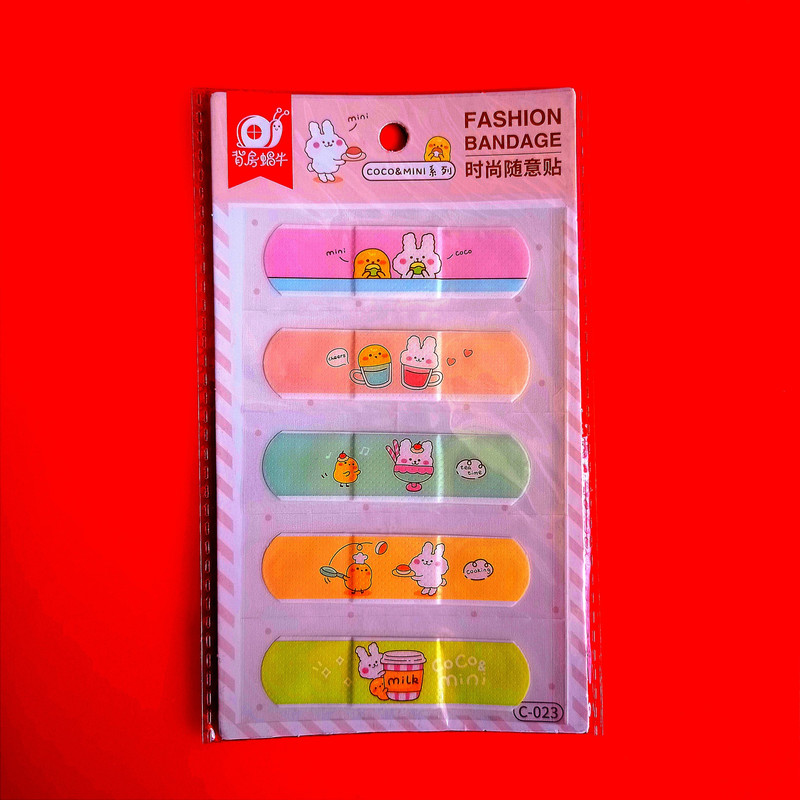 背房蝸牛
mini
COCO&MINI系列
FASHION
BANDAGE
时尚随意贴
mini
coco
cheers
tea
time
cooking
milk
COCO&
mini
C-023